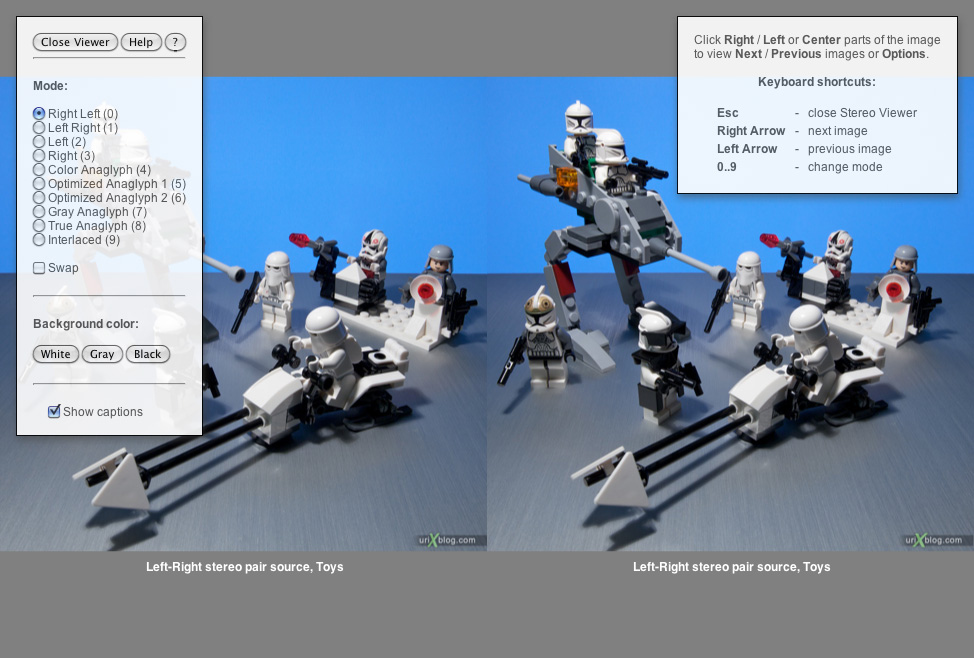 Close Viewer Help ?
Mode:
Right Left (0)
Left Right (1)
Left (2)
Right (3)
Color Anaglyph (4)
Optimized Anaglyph 1 (5)
Optimized Anaglyph 2 (6)
Gray Anaglyph (7)
True Anaglyph (8)
Interlaced (9)
Swap
Background color:
White Gray Black
Show captions
Click Right / Left or Center parts of the image
to view Next / Previous images or Options.
Keyboard shortcuts:
Esc - close Stereo Viewer
Right Arrow - next image
Left Arrow - previous image
0..9 - change mode
uriXblog.com
uriXblog.com
Left-Right stereo pair source, Toys
Left-Right stereo pair source, Toys